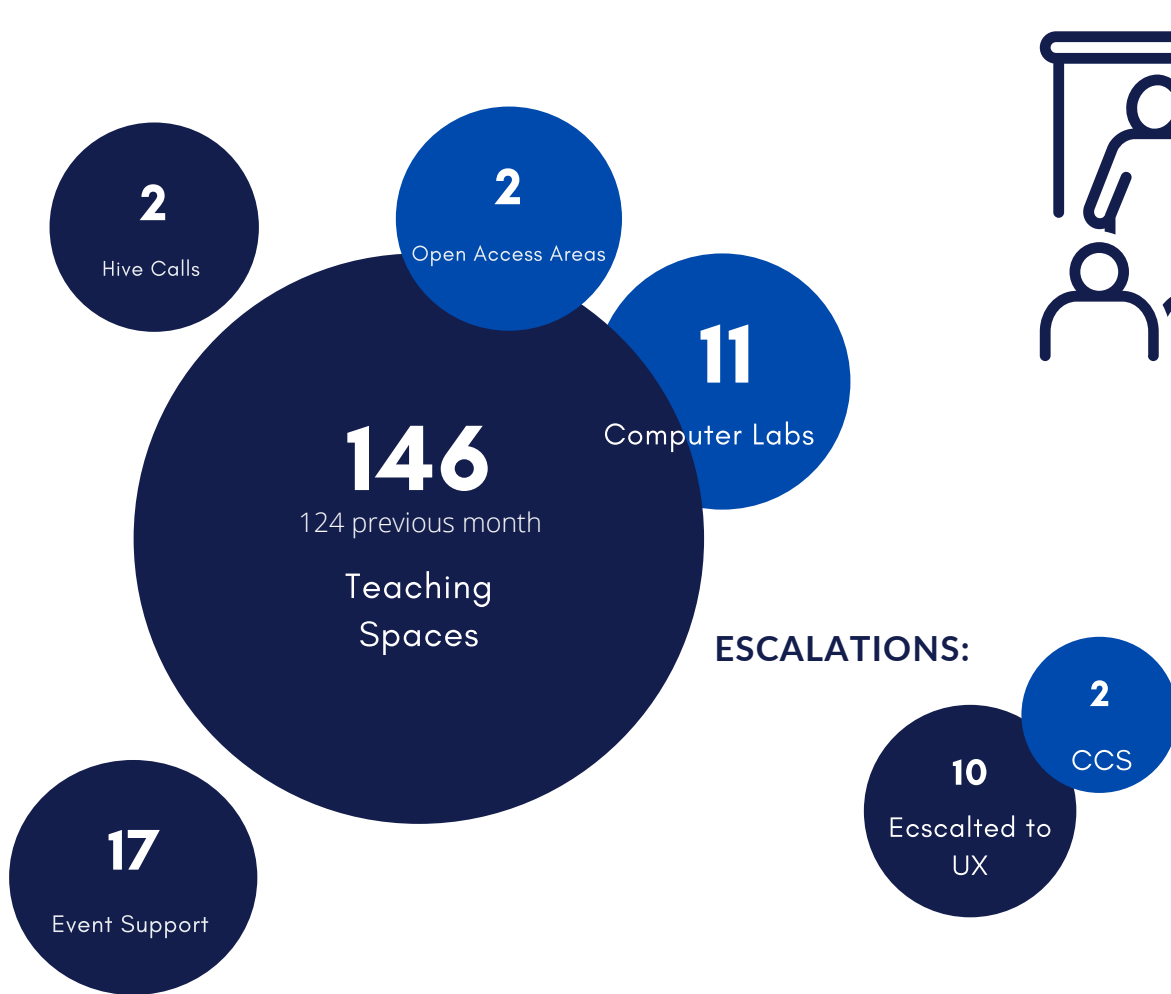 2
Hive Calls
2
Open Access Areas
11
Computer Labs
146
124 previous month
Teaching
Spaces
ESCALATIONS:
2
CCS
10
Ecscalted to
UX
17
Event Support